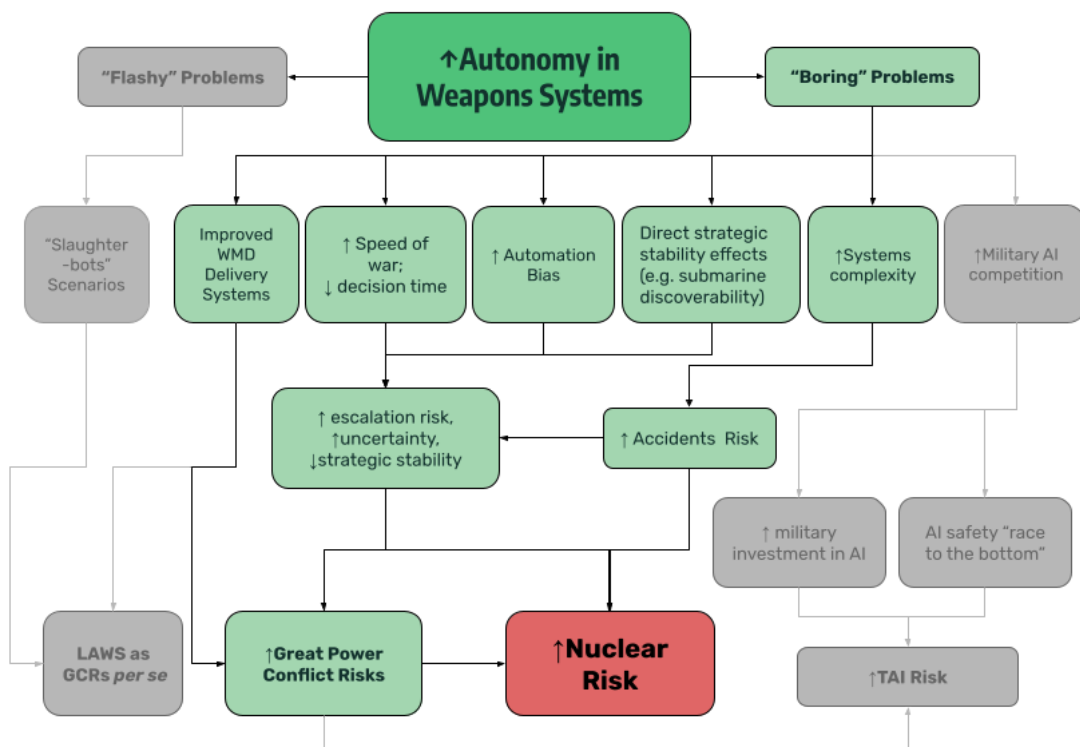 ↑Autonomy in
Weapons Systems
“Flashy” Problems
“Boring” Problems
“Slaughter
-bots”
Scenarios
Improved
WMD
Delivery
Systems
↑ Speed of
war;
↓ decision time
↑ Automation
Bias
Direct strategic
stability effects
(e.g. submarine
discoverability)
↑Systems
complexity
↑Military AI
competition
↑ escalation risk,
↑uncertainty,
↓strategic stability
↑ Accidents Risk
↑ military
investment in AI
AI safety “race
to the bottom”
LAWS as
GCRs per se
↑Great Power
Conflict Risks
↑Nuclear
Risk
↑TAI Risk